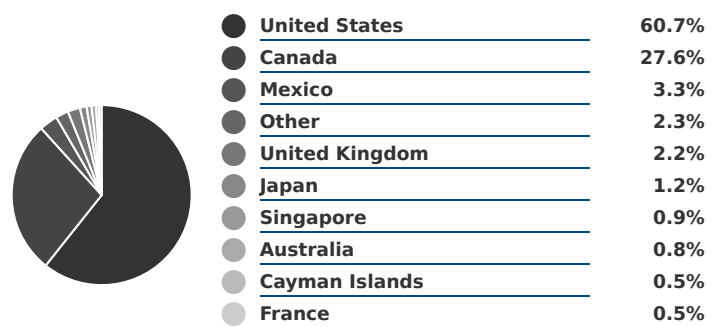 United States 60.7%
Canada 27.6%
Mexico 3.3%
Other 2.3%
United Kingdom 2.2%
Japan 1.2%
Singapore 0.9%
Australia 0.8%
Cayman Islands 0.5%
France 0.5%